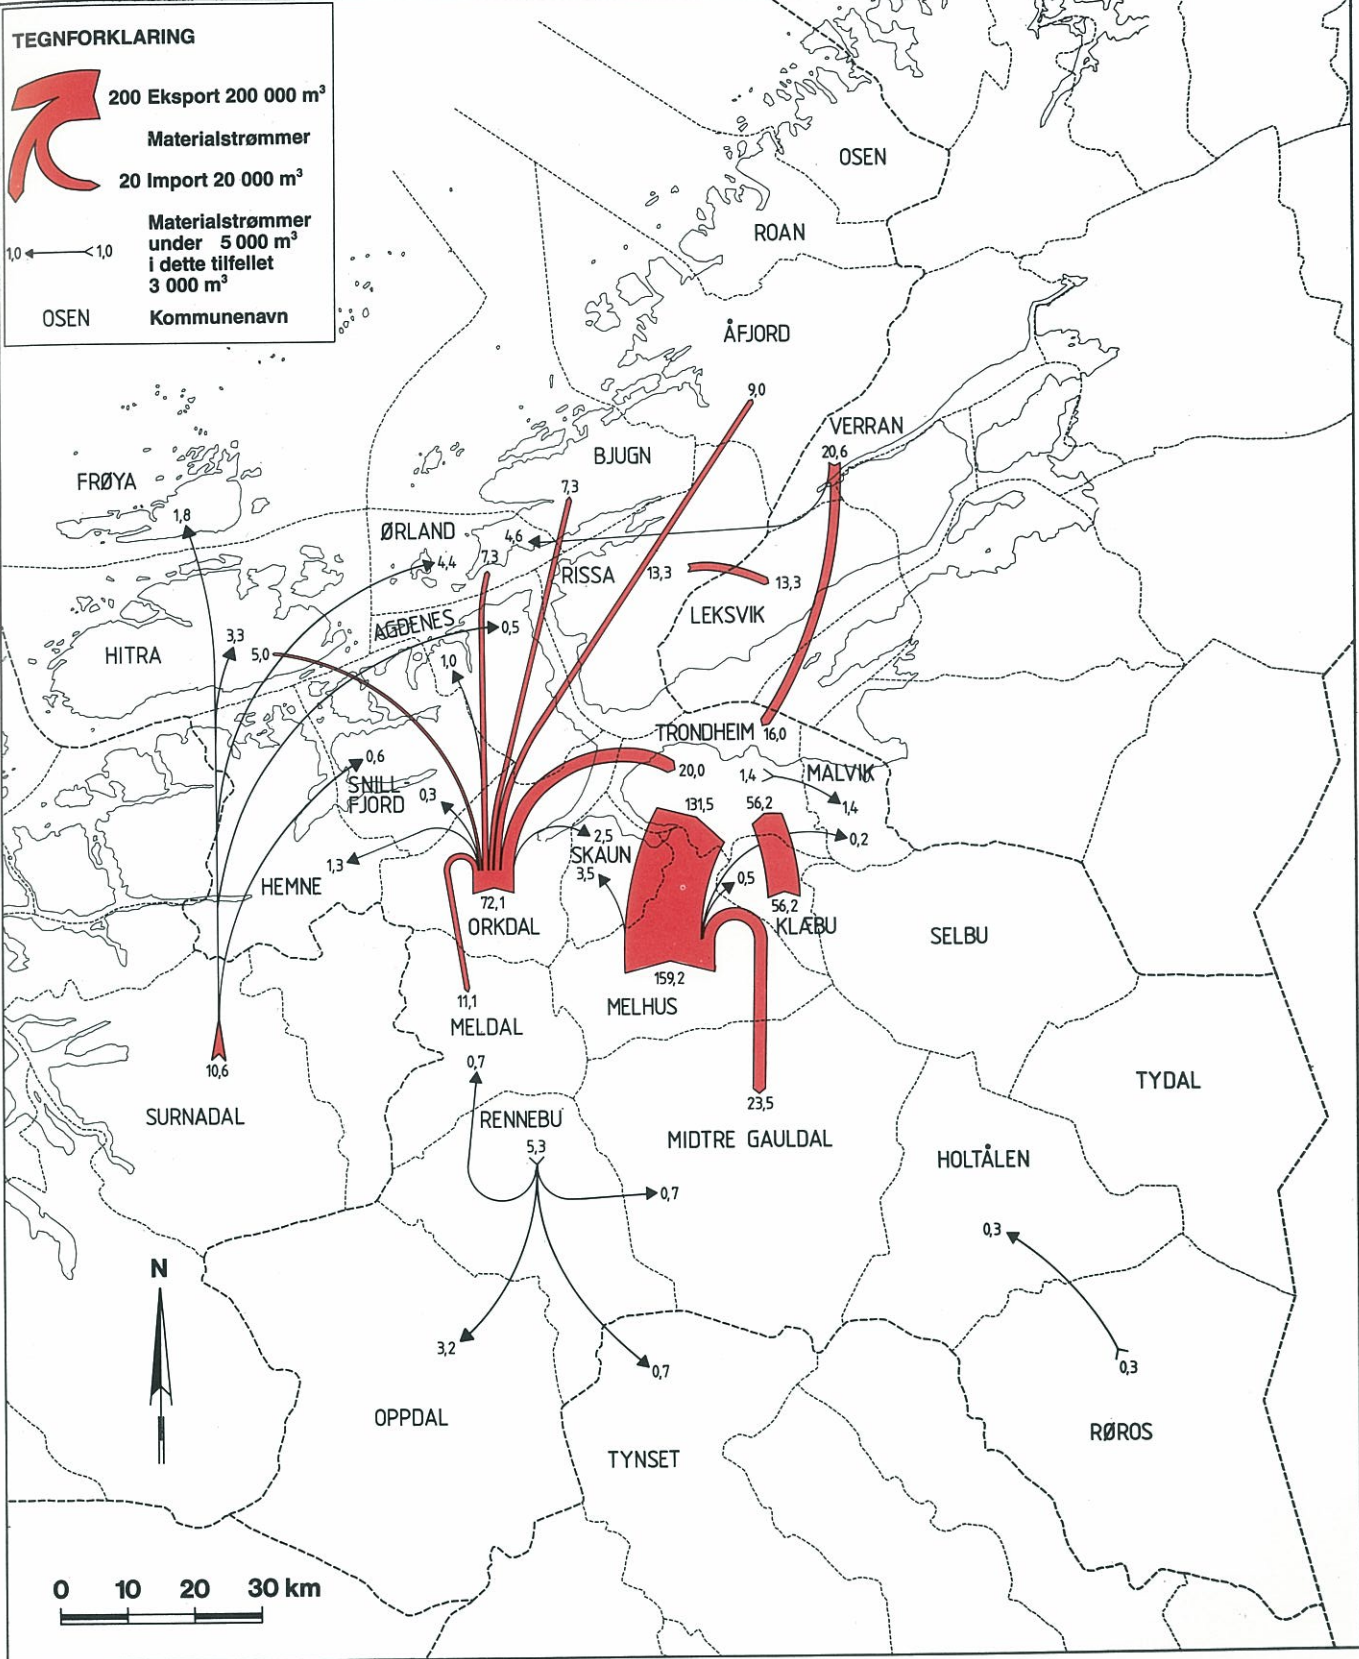 TEGNFORKLARING
200 Eksport 200 000 m³
Materialstrømmer
20 Import 20 000 m³
Materialstrømmer
under 5 000 m³
1,0 1,0
i dette tilfellet
3 000 m³
OSEN Kommunenavn
OSEN
ROAN
ÅFJORD
9,0
VERRAN
20,6
BJUGN
7,3
FRØYA
1,8
ØRLAND
4,6
4,4
7,3
RISSA
13,3
13,3
LEKSVIK
AGDENES
0,5
HITRA
3,3
5,0
1,0
TRONDHEIM
16,0
0,6
SNILL-
FJORD
0,3
20,0
1,4
MALVIK
1,4
131,5
56,2
2,5
0,2
SKAUN
3,5
1,3
HEMNE
0,5
72,1
ORKDAL
56,2
KLÆBU
SELBU
159,2
MELHUS
11,1
MELDAL
10,6
SURNADAL
0,7
RENNEBU
5,3
23,5
MIDTRE GAULDAL
TYDAL
HOLTÅLEN
0,7
0,3
N
3,2
0,7
0,3
OPPDAL
TYNSET
RØROS
0 10 20 30 km